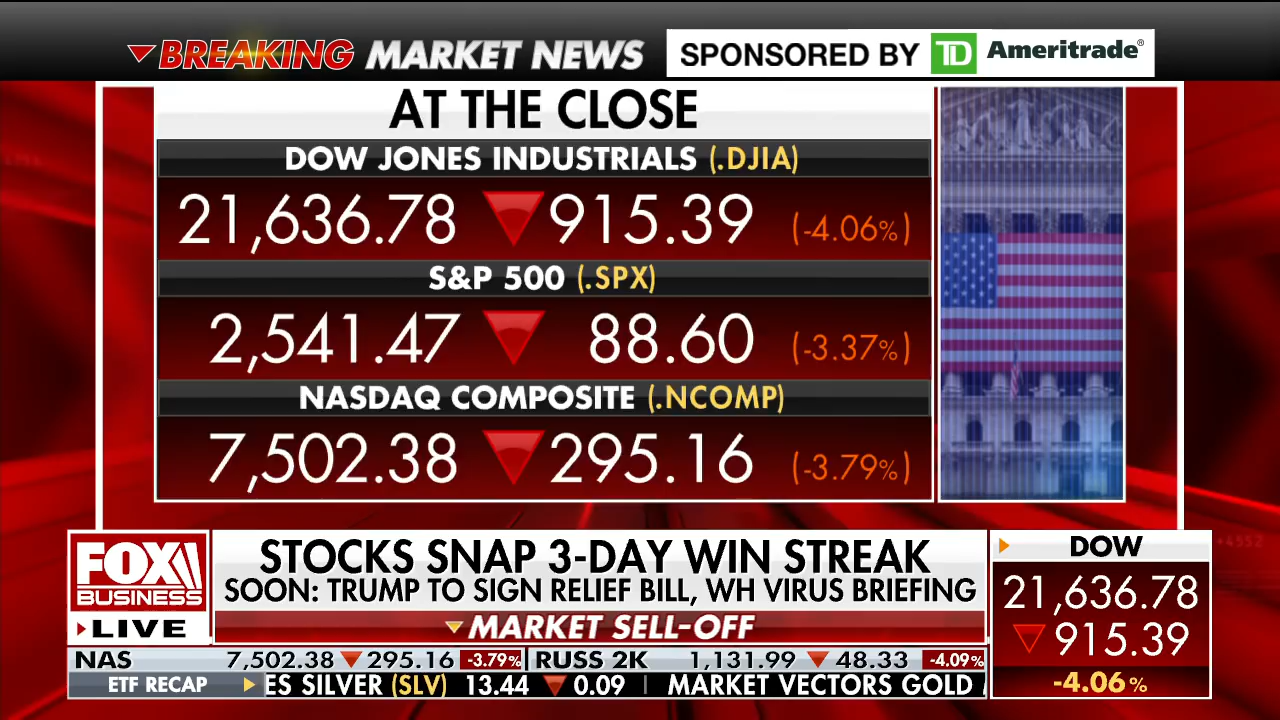 BREAKING MARKET NEWS SPONSORED BY TD Ameritrade®
AT THE CLOSE
DOW JONES INDUSTRIALS (.DJIA)
21,636.78 ▼ 915.39 (-4.06%)
S&P 500 (.SPX)
2,541.47 ▼ 88.60 (-3.37%)
NASDAQ COMPOSITE (.NCOMP)
7,502.38 ▼ 295.16 (-3.79%)
FOX BUSINESS
LIVE
STOCKS SNAP 3-DAY WIN STREAK
SOON: TRUMP TO SIGN RELIEF BILL, WH VIRUS BRIEFING
MARKET SELL-OFF
DOW
21,636.78
▼ 915.39
-4.06%
NAS 7,502.38 ▼ 295.16 -3.79% RUSS 2K 1,131.99 ▼ 48.33 -4.09%
ETF RECAP ES SILVER (SLV) 13.44 ▼ 0.09 | MARKET VECTORS GOLD